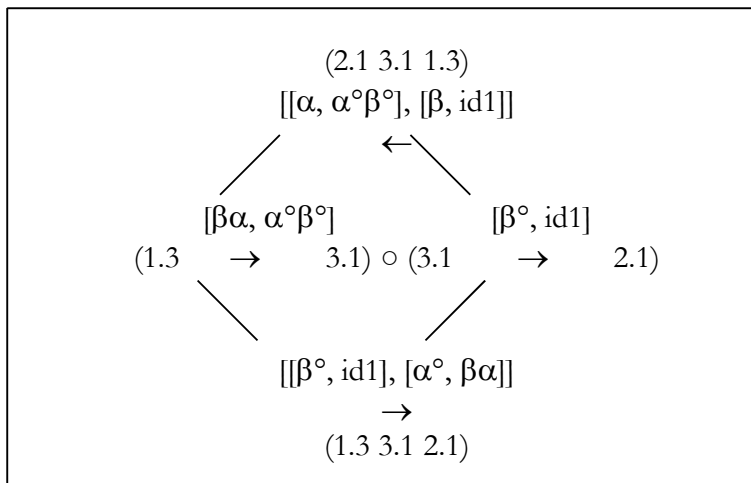 (2.1 3.1 1.3)
[[α, α°β°], [β, id1]]
←
[βα, α°β°] [β°, id1]
(1.3 → 3.1) ○ (3.1 → 2.1)
[[β°, id1], [α°, βα]]
→
(1.3 3.1 2.1)